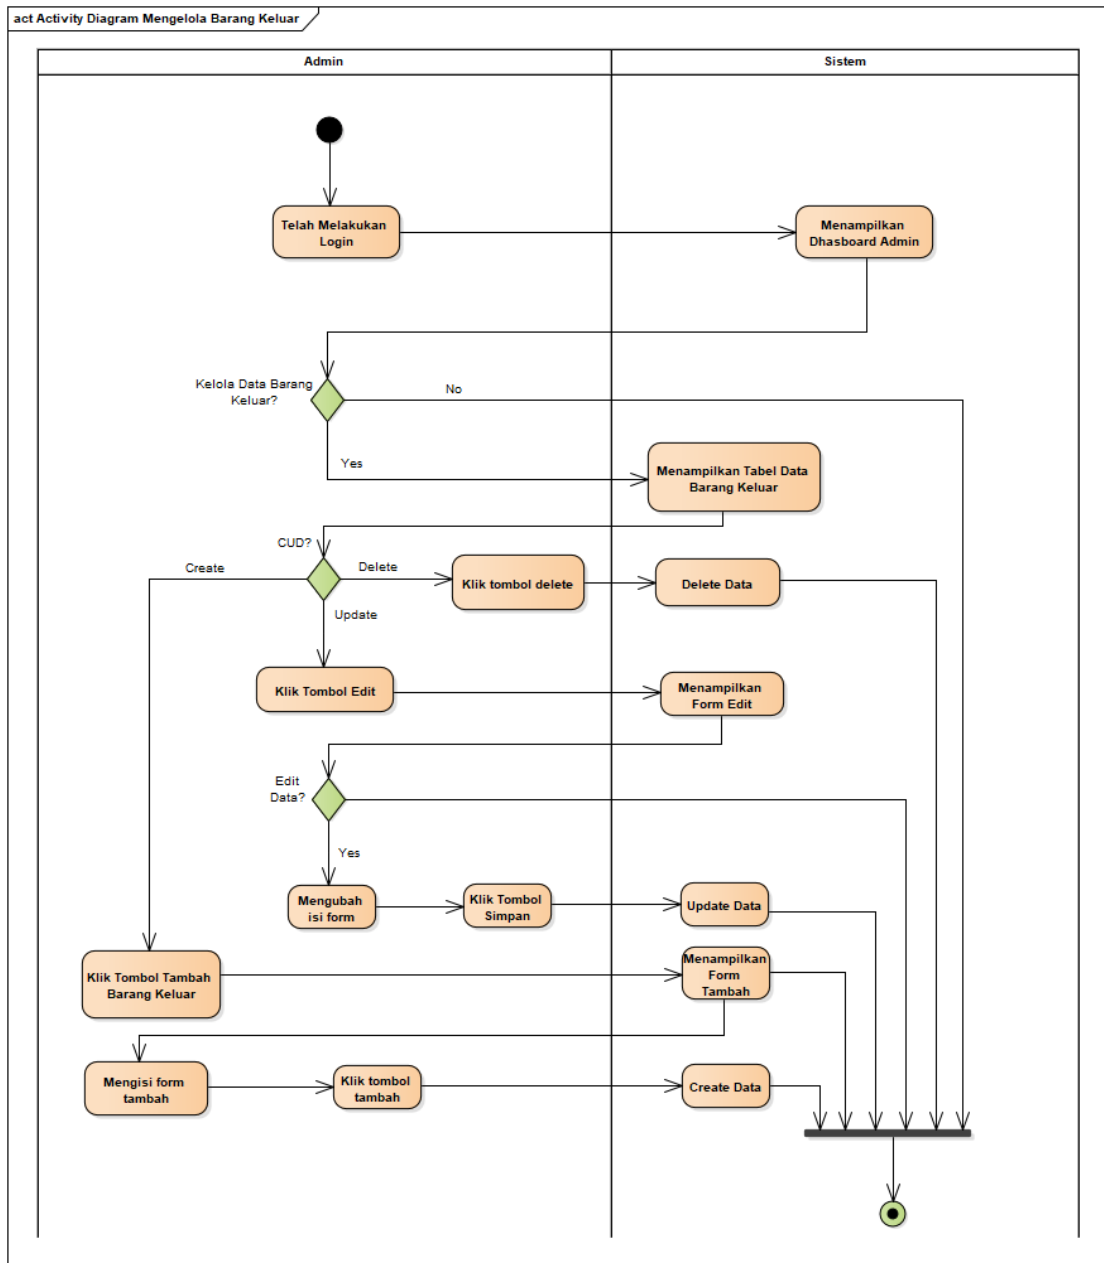 act Activity Diagram Mengelola Barang Keluar
Admin
Sistem
Telah Melakukan
Login
Menampilkan
Dhasboard Admin
Kelola Data Barang
Keluar?
No
Yes
Menampilkan Tabel Data
Barang Keluar
CUD?
Create
Delete
Klik tombol delete
Delete Data
Update
Klik Tombol Edit
Menampilkan
Form Edit
Edit
Data?
Yes
Mengubah
isi form
Klik Tombol
Simpan
Update Data
Klik Tombol Tambah
Barang Keluar
Menampilkan
Form
Tambah
Mengisi form
tambah
Klik tombol
tambah
Create Data